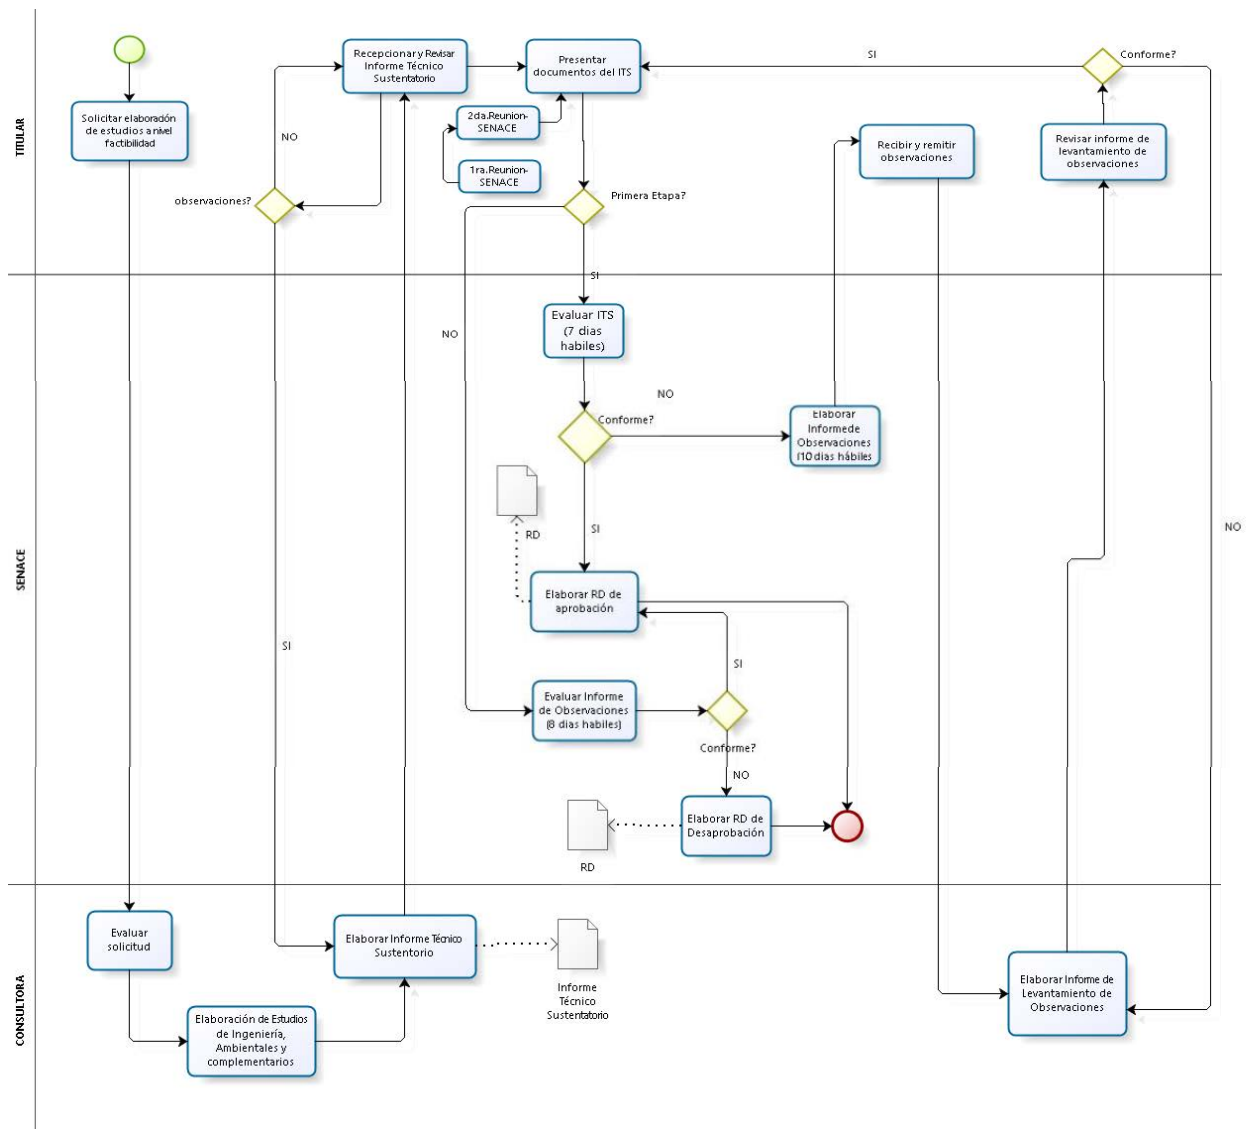 TITULAR
Solicitar elaboración
de estudios a nivel
factibilidad
Recepcionar y Revisar
Informe Técnico
Sustentatorio
Presentar
documentos del ITS
2da.Reunion-
SENACE
1ra.Reunion-
SENACE
NO
observaciones?
Primera Etapa?
SI
Conforme?
Recibir y remitir
observaciones
Revisar informe de
levantamiento de
observaciones
SENACE
SI
Evaluar ITS
(7 dias
habiles)
NO
NO
Conforme?
Elaborar
Informede
Observaciones
(10 dias hábiles
RD
SI
NO
Elaborar RD de
aprobación
SI
SI
Evaluar Informe
de Observaciones
(8 dias habiles)
Conforme?
NO
Elaborar RD de
Desaprobación
RD
CONSULTORA
Evaluar
solicitud
Elaborar Informe Técnico
Sustentorio
Informe
Técnico
Sustentatorio
Elaboración de Estudios
de Ingeniería,
Ambientales y
complementarios
Elaborar Informe de
Levantamiento de
Observaciones